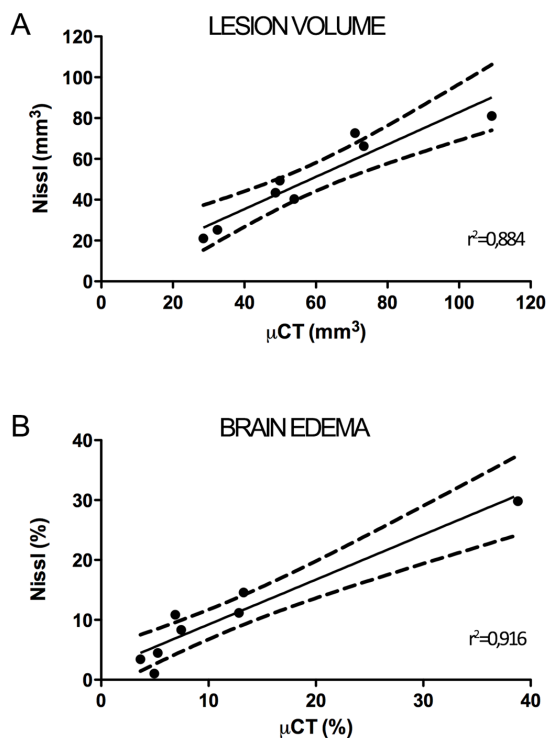 A
LESION VOLUME
Nissl (mm³)
120
100
80
60
40
20
0
r²=0,884
0 20 40 60 80 100 120
μCT (mm³)
B
BRAIN EDEMA
Nissl (%)
40
30
20
10
0
r²=0,916
0 10 20 30 40
μCT (%)